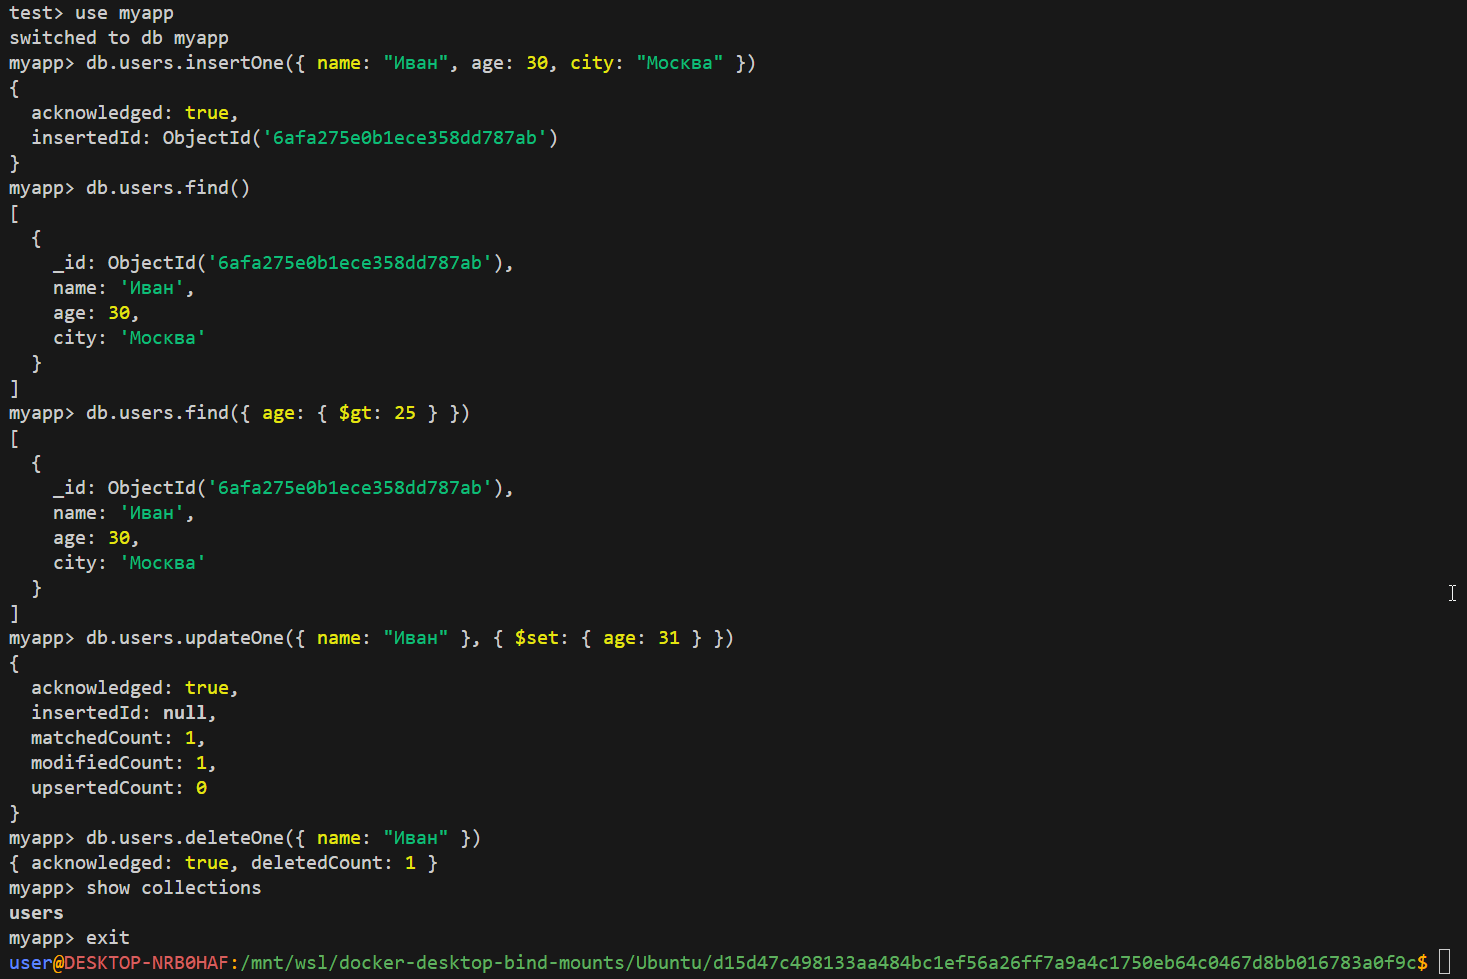 test> use myapp
switched to db myapp
myapp> db.users.insertOne({ name: "Иван", age: 30, city: "Москва" })
{
  acknowledged: true,
  insertedId: ObjectId('6afa275e0b1ece358dd787ab')
}
myapp> db.users.find()
[
  {
    _id: ObjectId('6afa275e0b1ece358dd787ab'),
    name: 'Иван',
    age: 30,
    city: 'Москва'
  }
]
myapp> db.users.find({ age: { $gt: 25 } })
[
  {
    _id: ObjectId('6afa275e0b1ece358dd787ab'),
    name: 'Иван',
    age: 30,
    city: 'Москва'
  }
]
myapp> db.users.updateOne({ name: "Иван" }, { $set: { age: 31 } })
{
  acknowledged: true,
  insertedId: null,
  matchedCount: 1,
  modifiedCount: 1,
  upsertedCount: 0
}
myapp> db.users.deleteOne({ name: "Иван" })
{ acknowledged: true, deletedCount: 1 }
myapp> show collections
users
myapp> exit
user@DESKTOP-NRB0HAF:/mnt/wsl/docker-desktop-bind-mounts/Ubuntu/d15d47c498133aa484bc1ef56a26ff7a9a4c1750eb64c0467d8bb016783a0f9c$